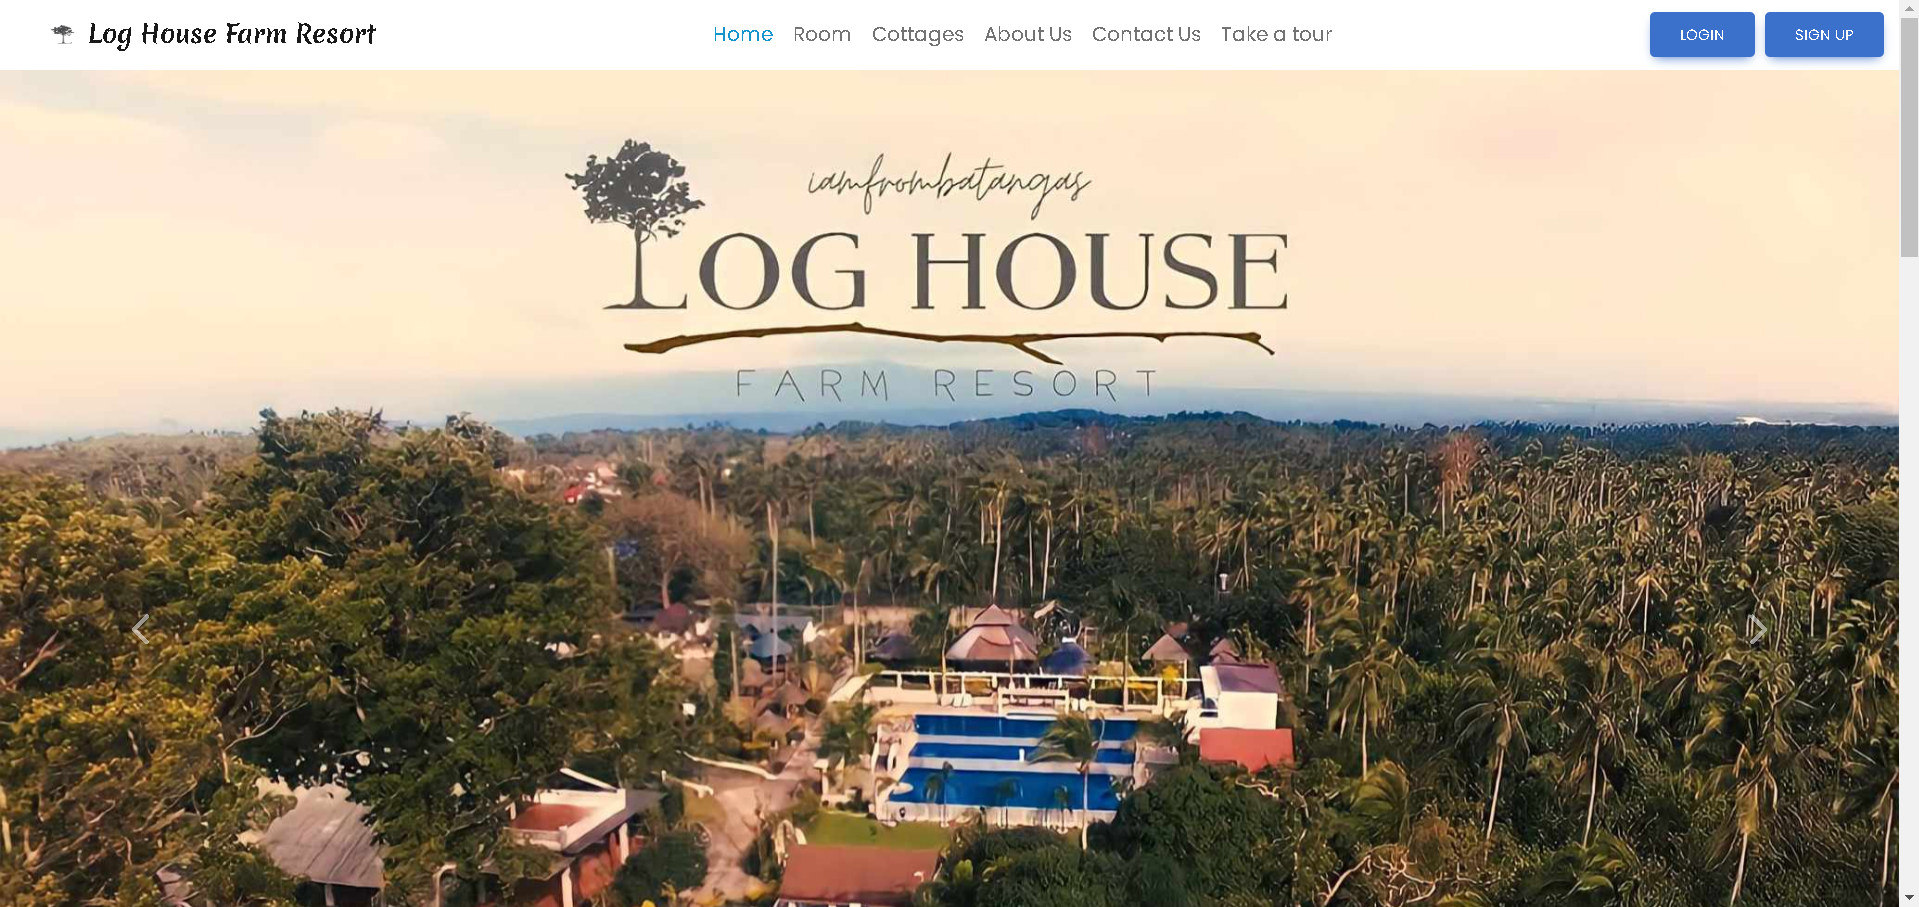 Log House Farm Resort
Home Room Cottages About Us Contact Us Take a tour
LOGIN SIGN UP
iamfrombatangas
LOG HOUSE
FARM RESORT